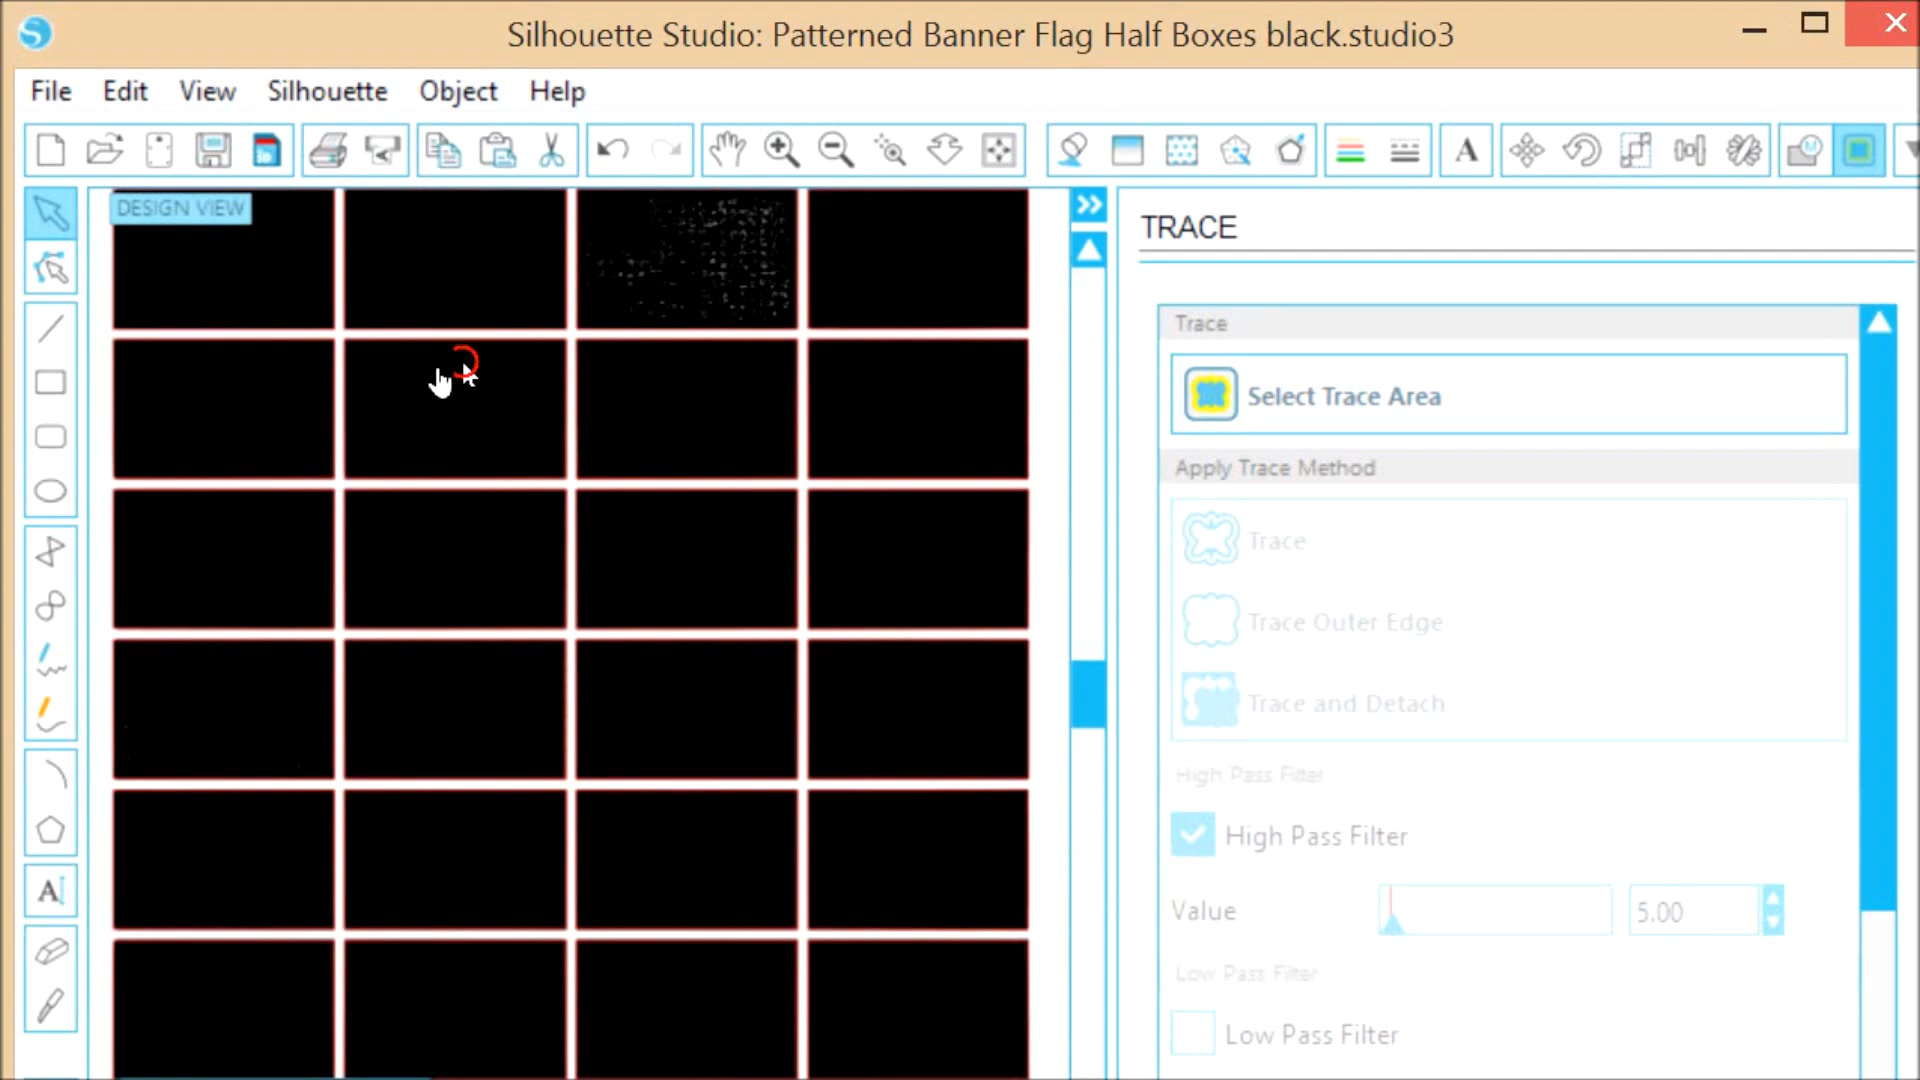 Silhouette Studio: Patterned Banner Flag Half Boxes black.studio3
File Edit View Silhouette Object Help
DESIGN VIEW
TRACE
Trace
Select Trace Area
Apply Trace Method
Trace
Trace Outer Edge
Trace and Detach
High Pass Filter
High Pass Filter
Value 5.00
Low Pass Filter
Low Pass Filter